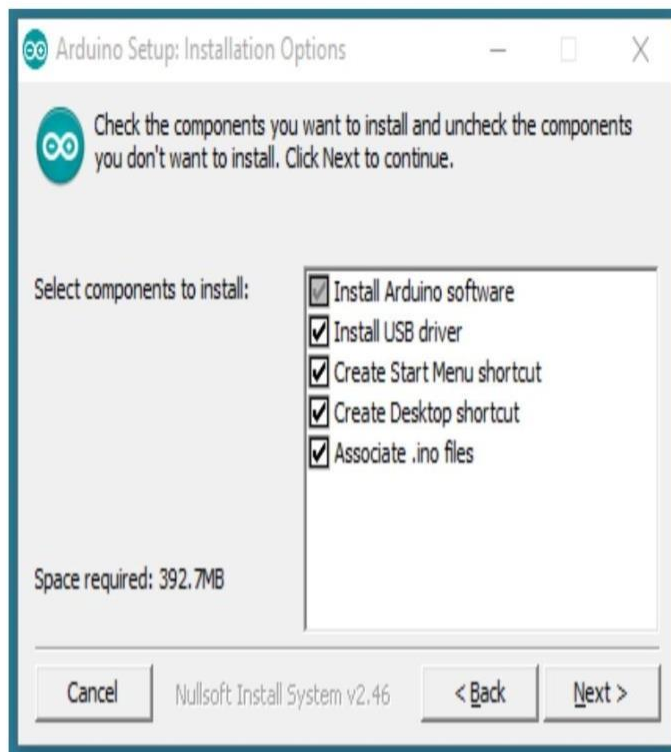 Arduino Setup: Installation Options
Check the components you want to install and uncheck the components
you don't want to install. Click Next to continue.
Select components to install:
Install Arduino software
Install USB driver
Create Start Menu shortcut
Create Desktop shortcut
Associate .ino files
Space required: 392.7MB
Cancel
Nullsoft Install System v2.46
< Back
Next >